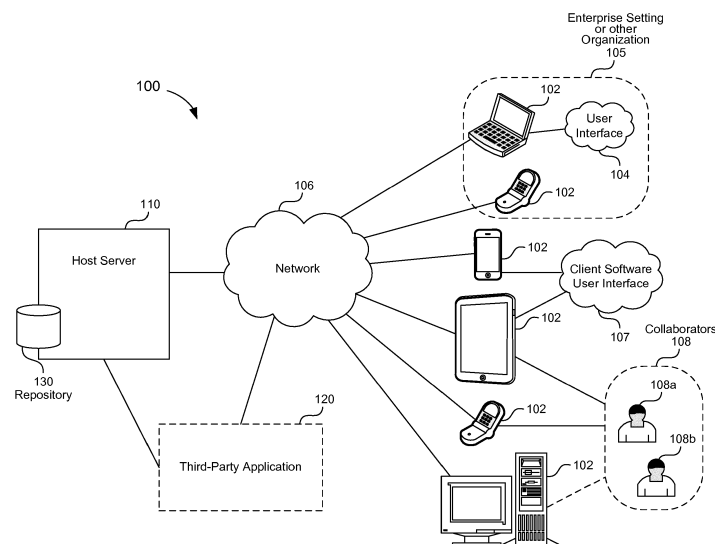 Enterprise Setting
or other
Organization
105
100
102
User
Interface
104
102
106
110
Host Server
Network
102
Client Software
User Interface
107
102
130
Repository
Collaborators
108
108a
102
108b
120
Third-Party Application
102